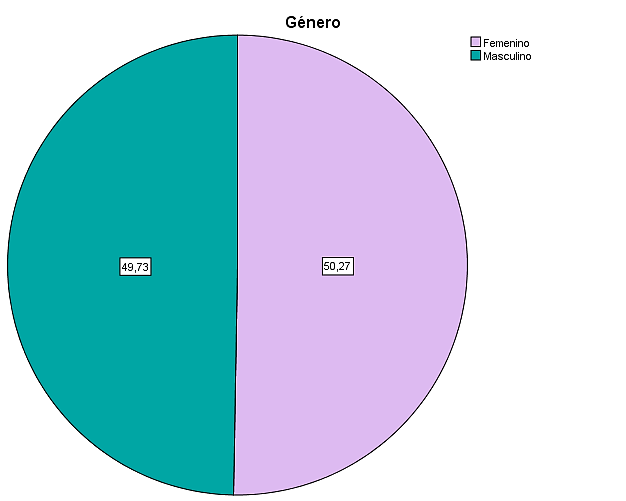 Género
Femenino
Masculino
49,73
50,27